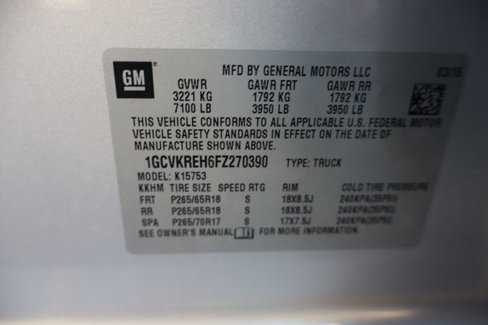 GM
MFD BY GENERAL MOTORS LLC 03/15
GVWR GAWR FRT GAWR RR
3221 KG 1792 KG 1792 KG
7100 LB 3950 LB 3950 LB
THIS VEHICLE CONFORMS TO ALL APPLICABLE U.S. FEDERAL MOTOR
VEHICLE SAFETY STANDARDS IN EFFECT ON THE DATE OF
MANUFACTURE SHOWN ABOVE.
1GCVKREH6FZ270390 TYPE: TRUCK
MODEL: K15753
KKHM TIRE SIZE SPEED RTG RIM COLD TIRE PRESSURE
FRT P265/65R18 S 18X8.5J 240KPA(35PSI)
RR P265/65R18 S 18X8.5J 240KPA(35PSI)
SPA P265/70R17 S 17X7.5J 240KPA(35PSI)
SEE OWNER'S MANUAL FOR MORE INFORMATION